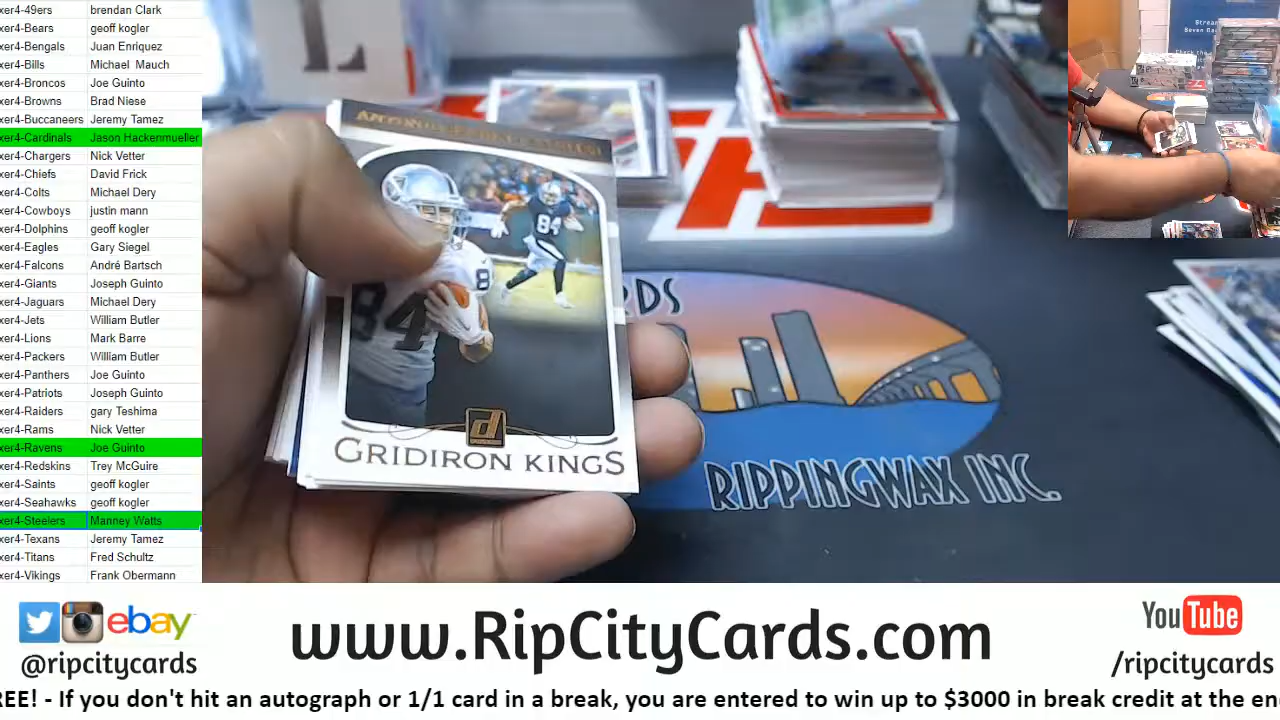 xer4-49ers brendan Clark
xer4-Bears geoff kogler
xer4-Bengals Juan Enriquez
xer4-Bills Michael Mauch
xer4-Broncos Joe Guinto
xer4-Browns Brad Niese
xer4-Buccaneers Jeremy Tamez
xer4-Cardinals Jason Hackenmueller
xer4-Chargers Nick Vetter
xer4-Chiefs David Frick
xer4-Colts Michael Dery
xer4-Cowboys justin mann
xer4-Dolphins geoff kogler
xer4-Eagles Gary Siegel
xer4-Falcons André Bartsch
xer4-Giants Joseph Guinto
xer4-Jaguars Michael Dery
xer4-Jets William Butler
xer4-Lions Mark Barre
xer4-Packers William Butler
xer4-Panthers Joe Guinto
xer4-Patriots Joseph Guinto
xer4-Raiders gary Teshima
xer4-Rams Nick Vetter
xer4-Ravens Joe Guinto
xer4-Redskins Trey McGuire
xer4-Saints geoff kogler
xer4-Seahawks geoff kogler
xer4-Steelers Manney Watts
xer4-Texans Jeremy Tamez
xer4-Titans Fred Schultz
xer4-Vikings Frank Obermann
84
84
8
d
GRIDIRON KINGS
RDS
RIPPINGWAX INC.
ebay
@ripcitycards
www.RipCityCards.com
YouTube
/ripcitycards
REE! - If you don't hit an autograph or 1/1 card in a break, you are entered to win up to $3000 in break credit at the en